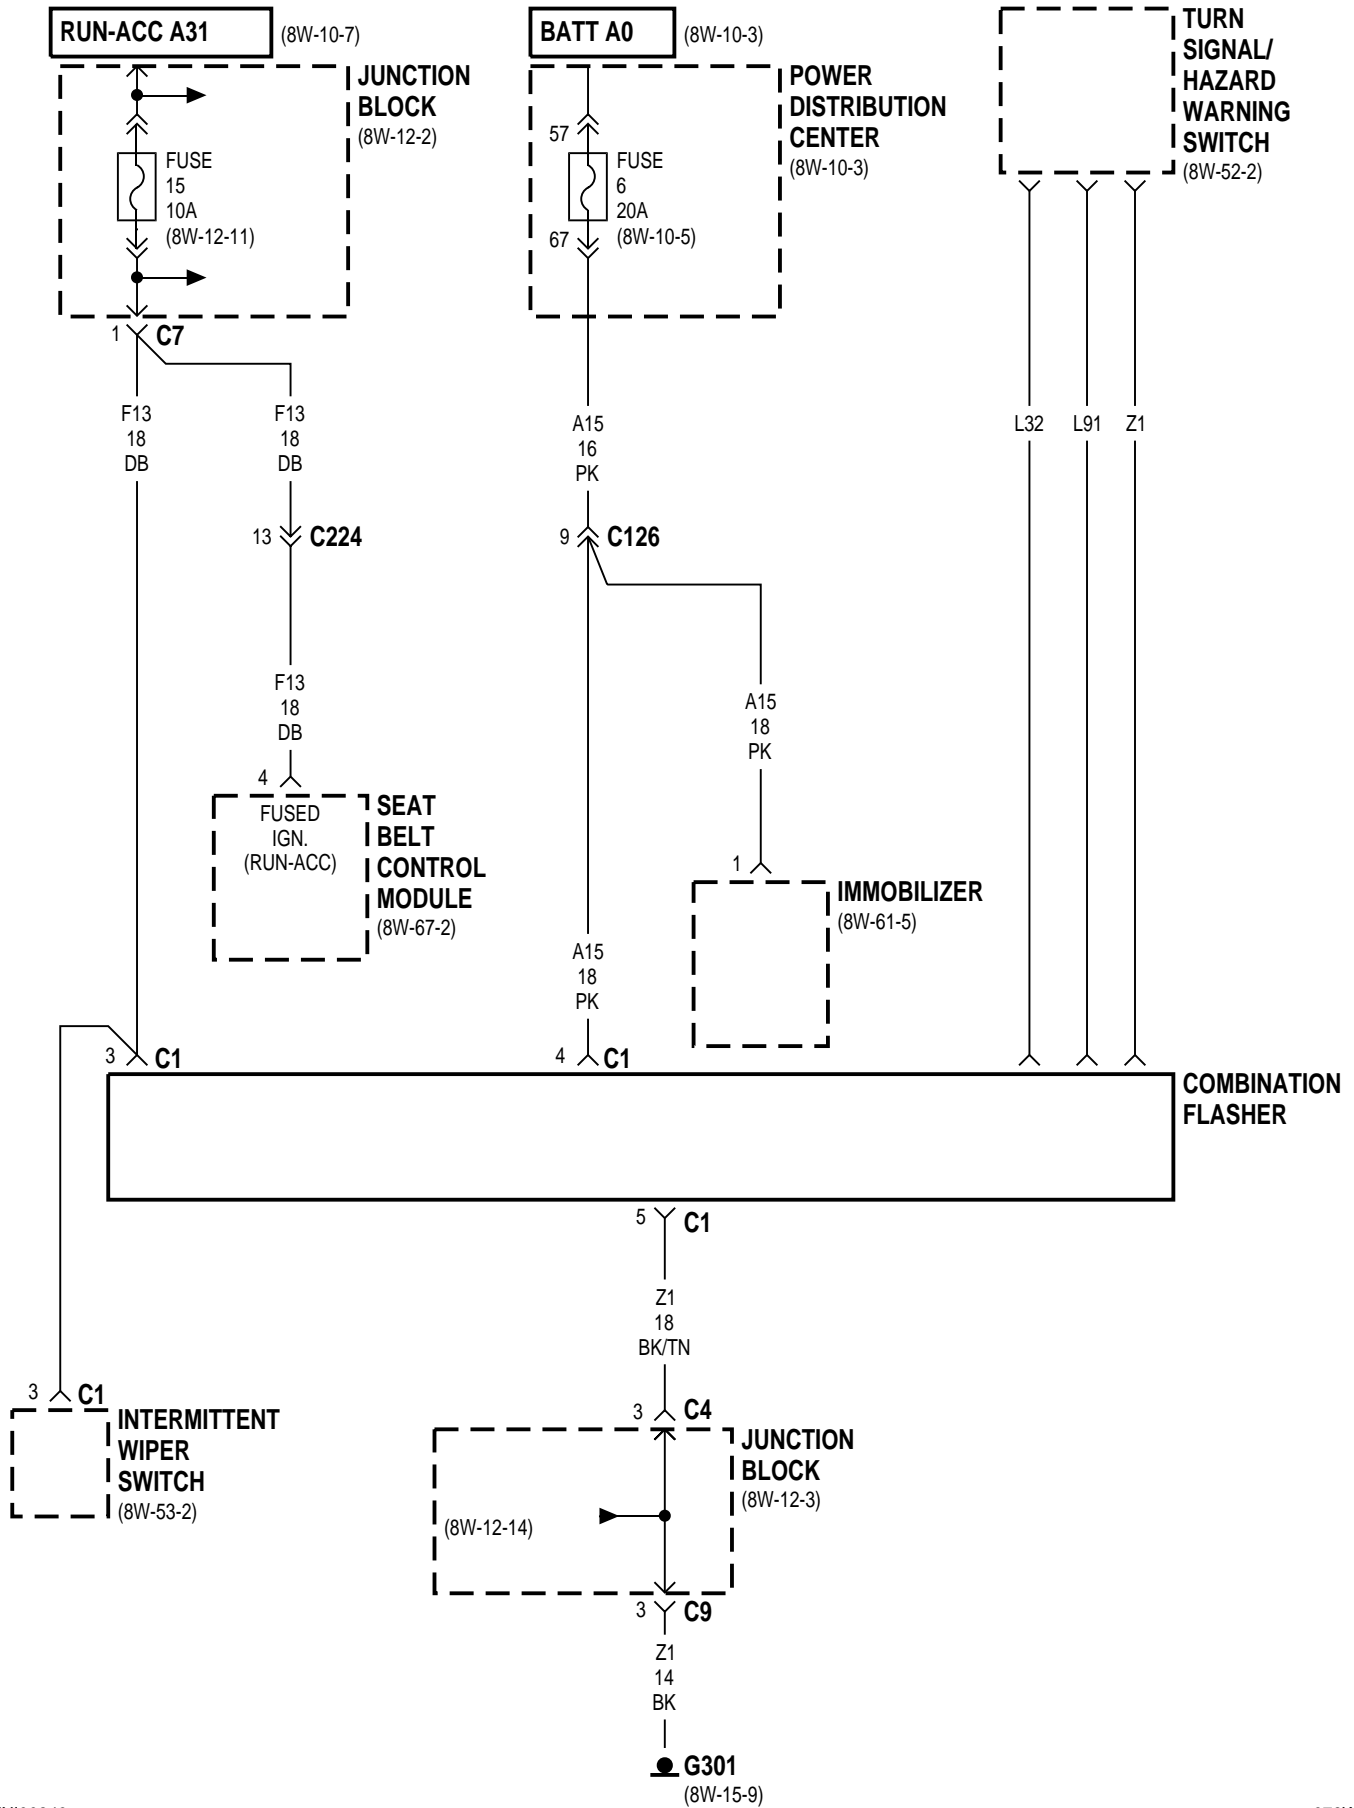 RUN-ACC A31
(8W-10-7)
BATT A0
(8W-10-3)
TURN
SIGNAL/
HAZARD
WARNING
SWITCH
(8W-52-2)
JUNCTION
BLOCK
(8W-12-2)
POWER
DISTRIBUTION
CENTER
(8W-10-3)
FUSE
15
10A
(8W-12-11)
57
FUSE
6
20A
(8W-10-5)
67
1
C7
F13
18
DB
F13
18
DB
A15
16
PK
L32
L91
Z1
13
C224
9
C126
F13
18
DB
A15
18
PK
4
FUSED
IGN.
(RUN-ACC)
SEAT
BELT
CONTROL
MODULE
(8W-67-2)
1
IMMOBILIZER
(8W-61-5)
A15
18
PK
3
C1
4
C1
COMBINATION
FLASHER
5
C1
Z1
18
BK/TN
3
C1
INTERMITTENT
WIPER
SWITCH
(8W-53-2)
3
C4
JUNCTION
BLOCK
(8W-12-3)
(8W-12-14)
3
C9
Z1
14
BK
G301
(8W-15-9)